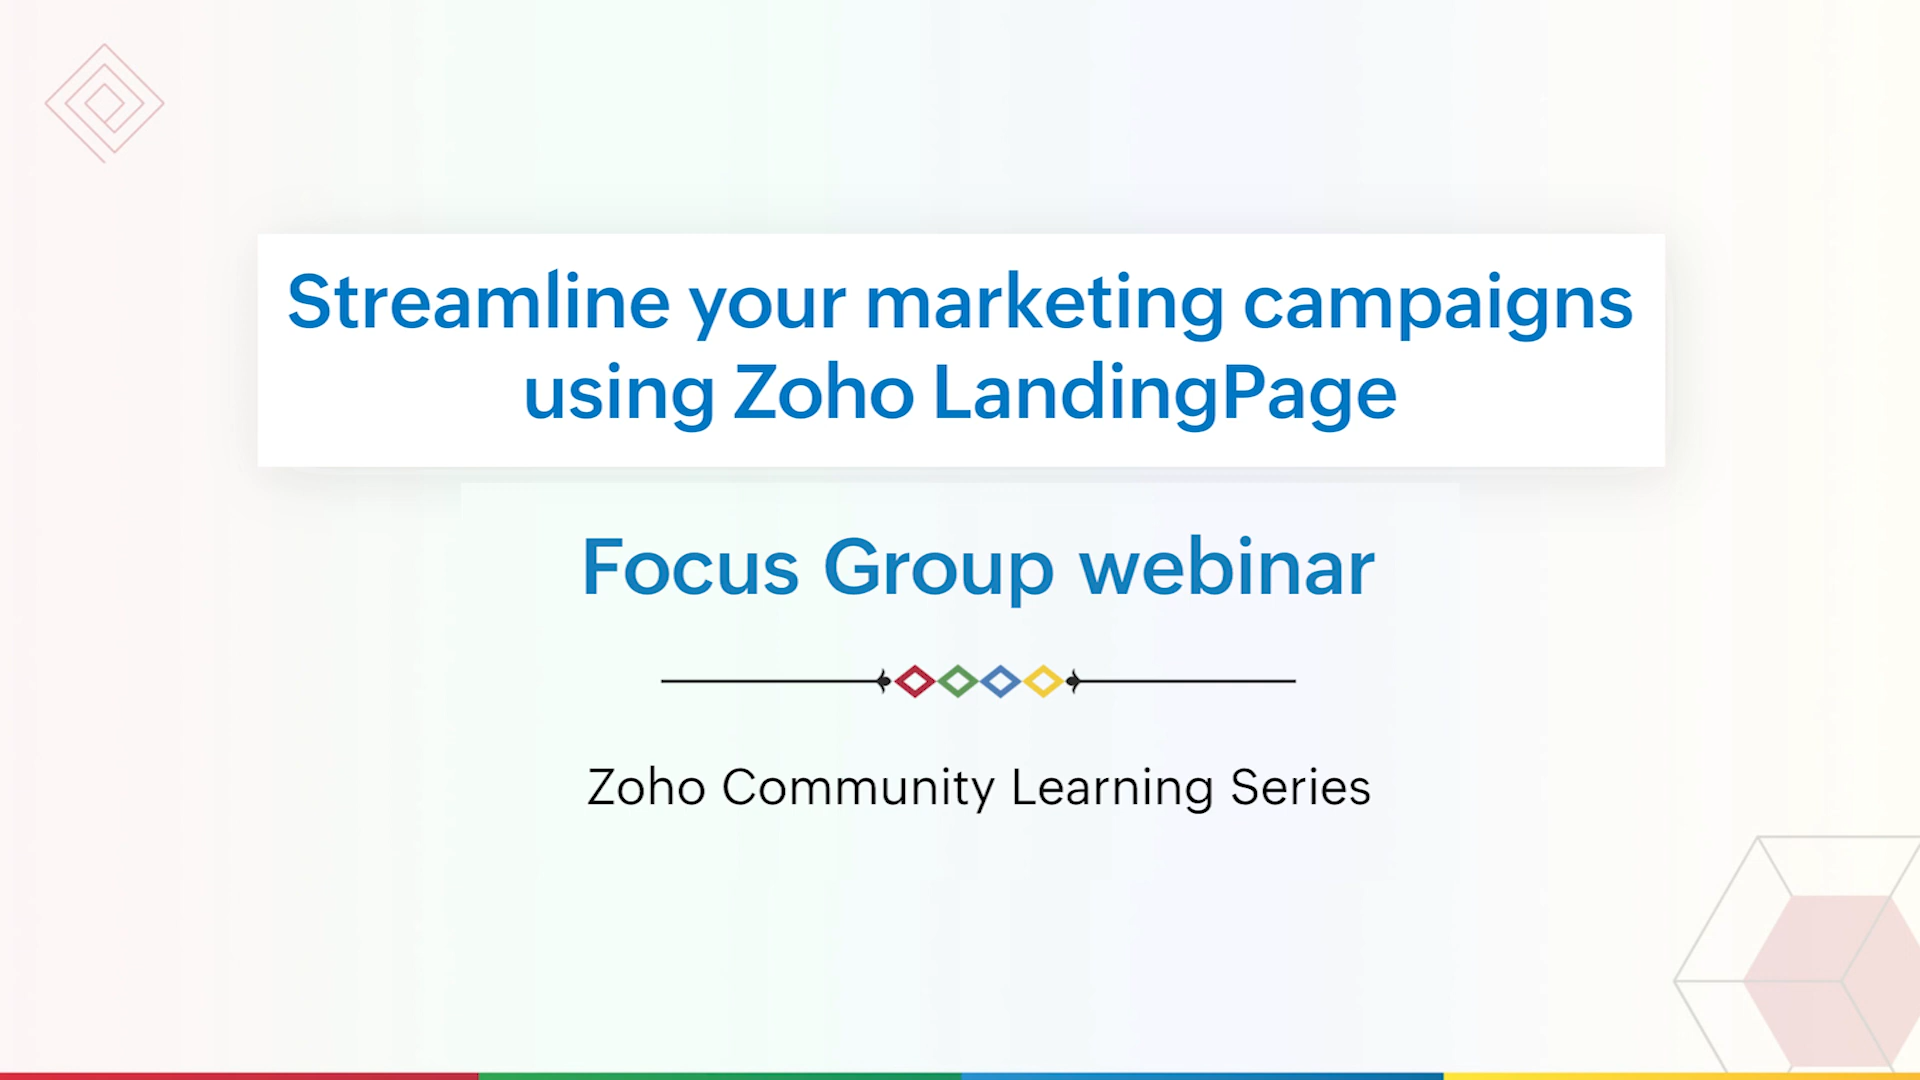 Streamline your marketing campaigns
using Zoho LandingPage
Focus Group webinar
Zoho Community Learning Series